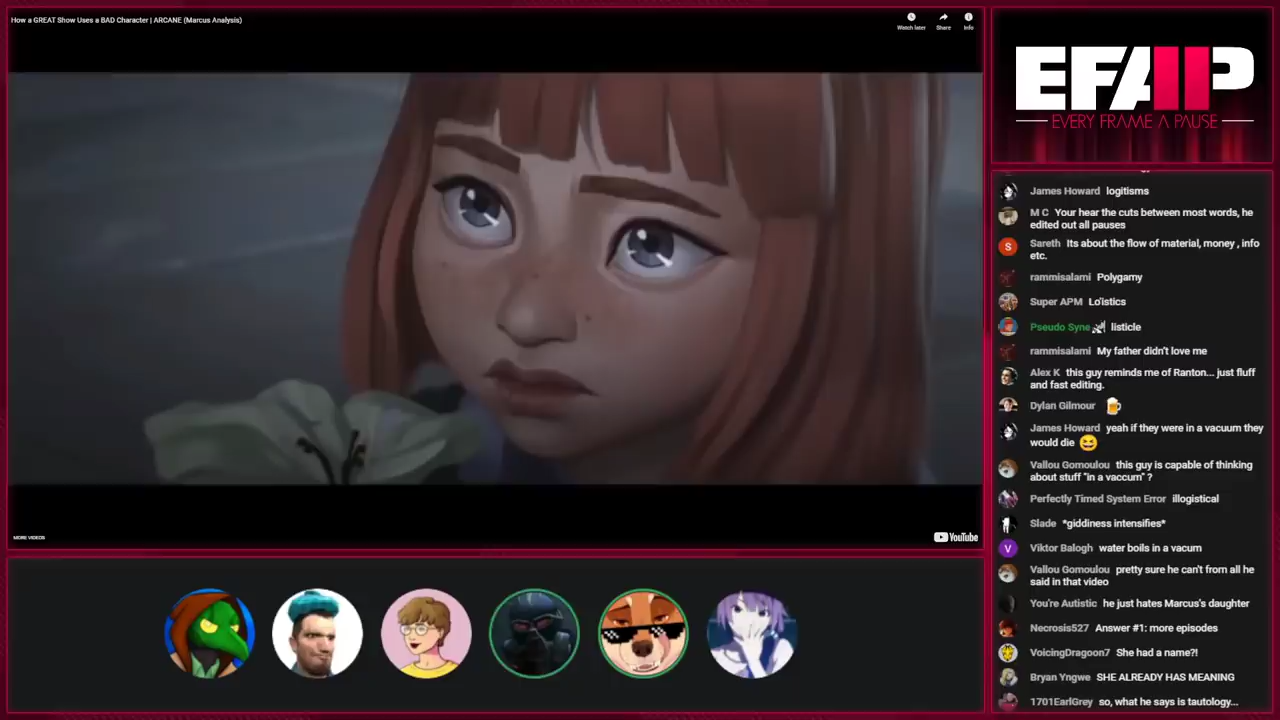 How a GREAT Show Uses a BAD Character | ARCANE (Marcus Analysis)
Watch later
Share
Info
MORE VIDEOS
YouTube
EFAP
EVERY FRAME A PAUSE
James Howard logitisms
M C Your hear the cuts between most words, he
edited out all pauses
Sareth Its about the flow of material, money , info
etc.
rammisalami Polygamy
Super APM Lo'istics
Pseudo Syne listicle
rammisalami My father didn't love me
Alex K this guy reminds me of Ranton... just fluff
and fast editing.
Dylan Gilmour
James Howard yeah if they were in a vacuum they
would die
Vallou Gomoulou this guy is capable of thinking
about stuff "in a vaccum" ?
Perfectly Timed System Error illogistical
Slade *giddiness intensifies*
V
Viktor Balogh water boils in a vacum
Vallou Gomoulou pretty sure he can't from all he
said in that video
You're Autistic he just hates Marcus's daughter
Necrosis527 Answer #1: more episodes
VoicingDragoon7 She had a name?!
Bryan Yngwe SHE ALREADY HAS MEANING
1701EarlGrey so, what he says is tautology...